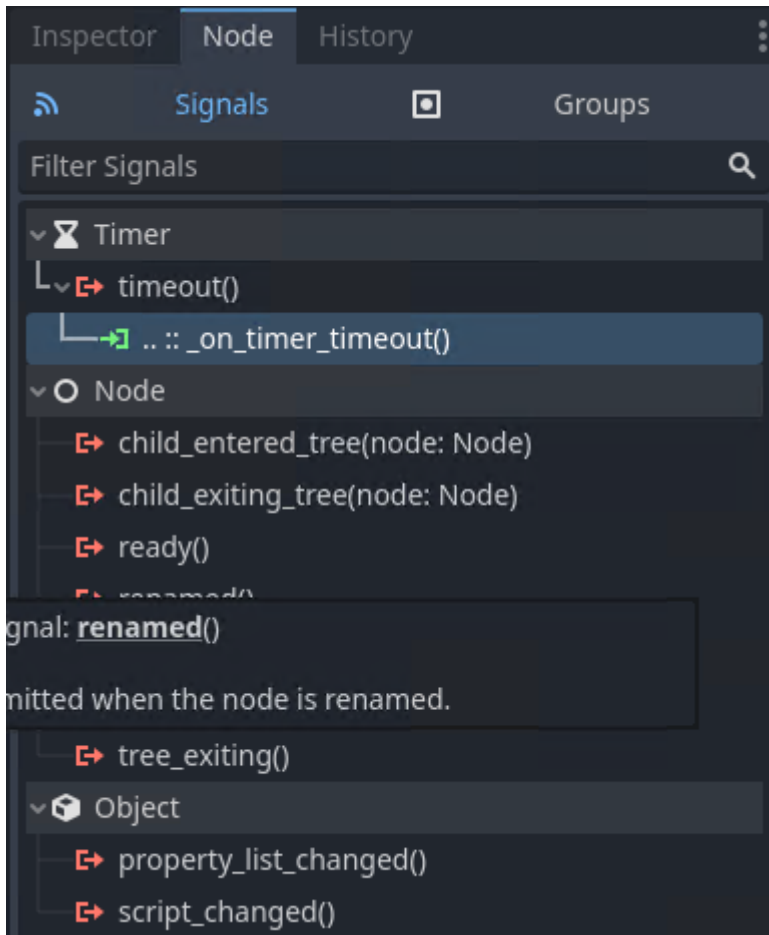 Inspector Node History
Signals Groups
Filter Signals
Timer
timeout()
.. :: _on_timer_timeout()
Node
child_entered_tree(node: Node)
child_exiting_tree(node: Node)
ready()
renamed()
gnal: renamed()
mitted when the node is renamed.
tree_exiting()
Object
property_list_changed()
script_changed()